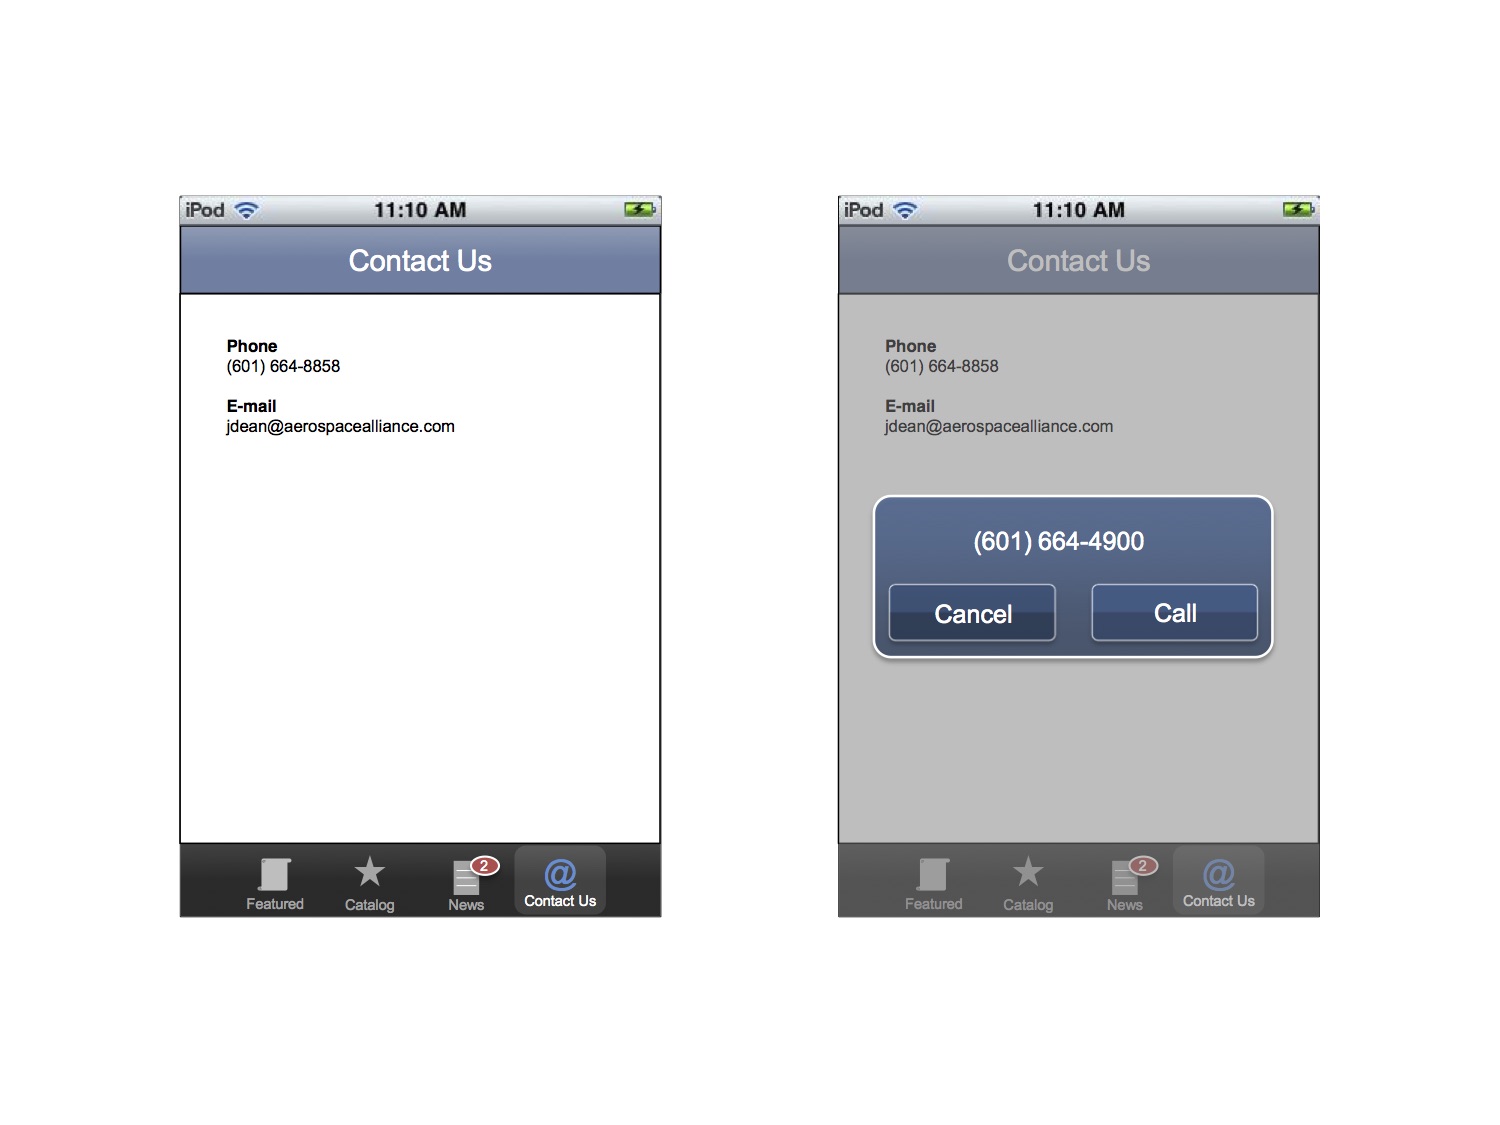 iPod 11:10 AM
Contact Us
Phone
(601) 664-8858
E-mail
jdean@aerospacealliance.com
Featured
Catalog
2
News
@
Contact Us
iPod 11:10 AM
Contact Us
Phone
(601) 664-8858
E-mail
jdean@aerospacealliance.com
(601) 664-4900
Cancel
Call
Featured
Catalog
2
News
@
Contact Us